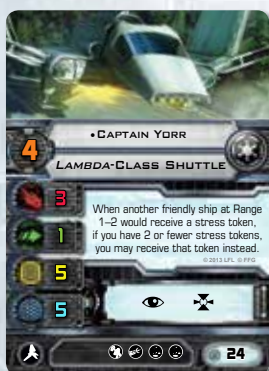 •CAPTAIN YORR
4
LAMBDA-CLASS SHUTTLE
3
1
5
5
When another friendly ship at Range
1–2 would receive a stress token,
if you have 2 or fewer stress tokens,
you may receive that token instead.
©2013 LFL ©FFG
24